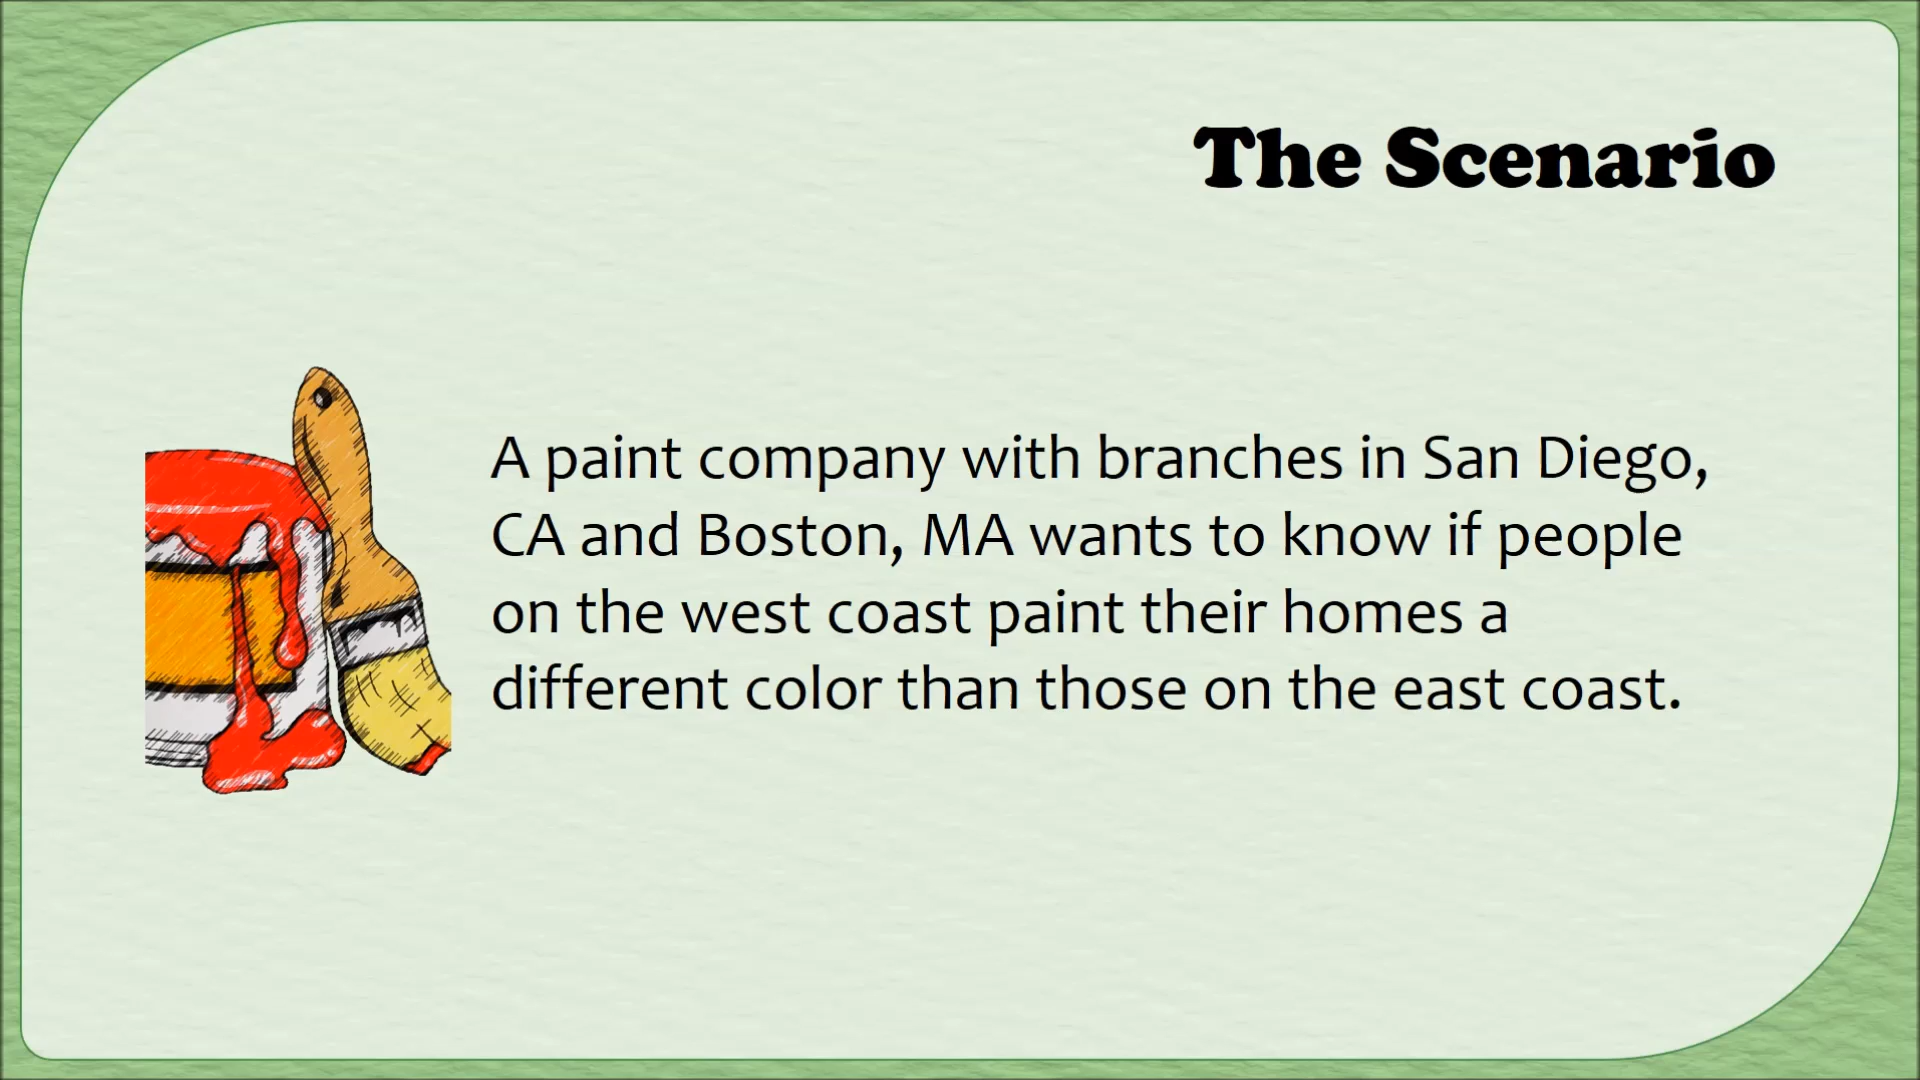 The Scenario
A paint company with branches in San Diego,
CA and Boston, MA wants to know if people
on the west coast paint their homes a
different color than those on the east coast.